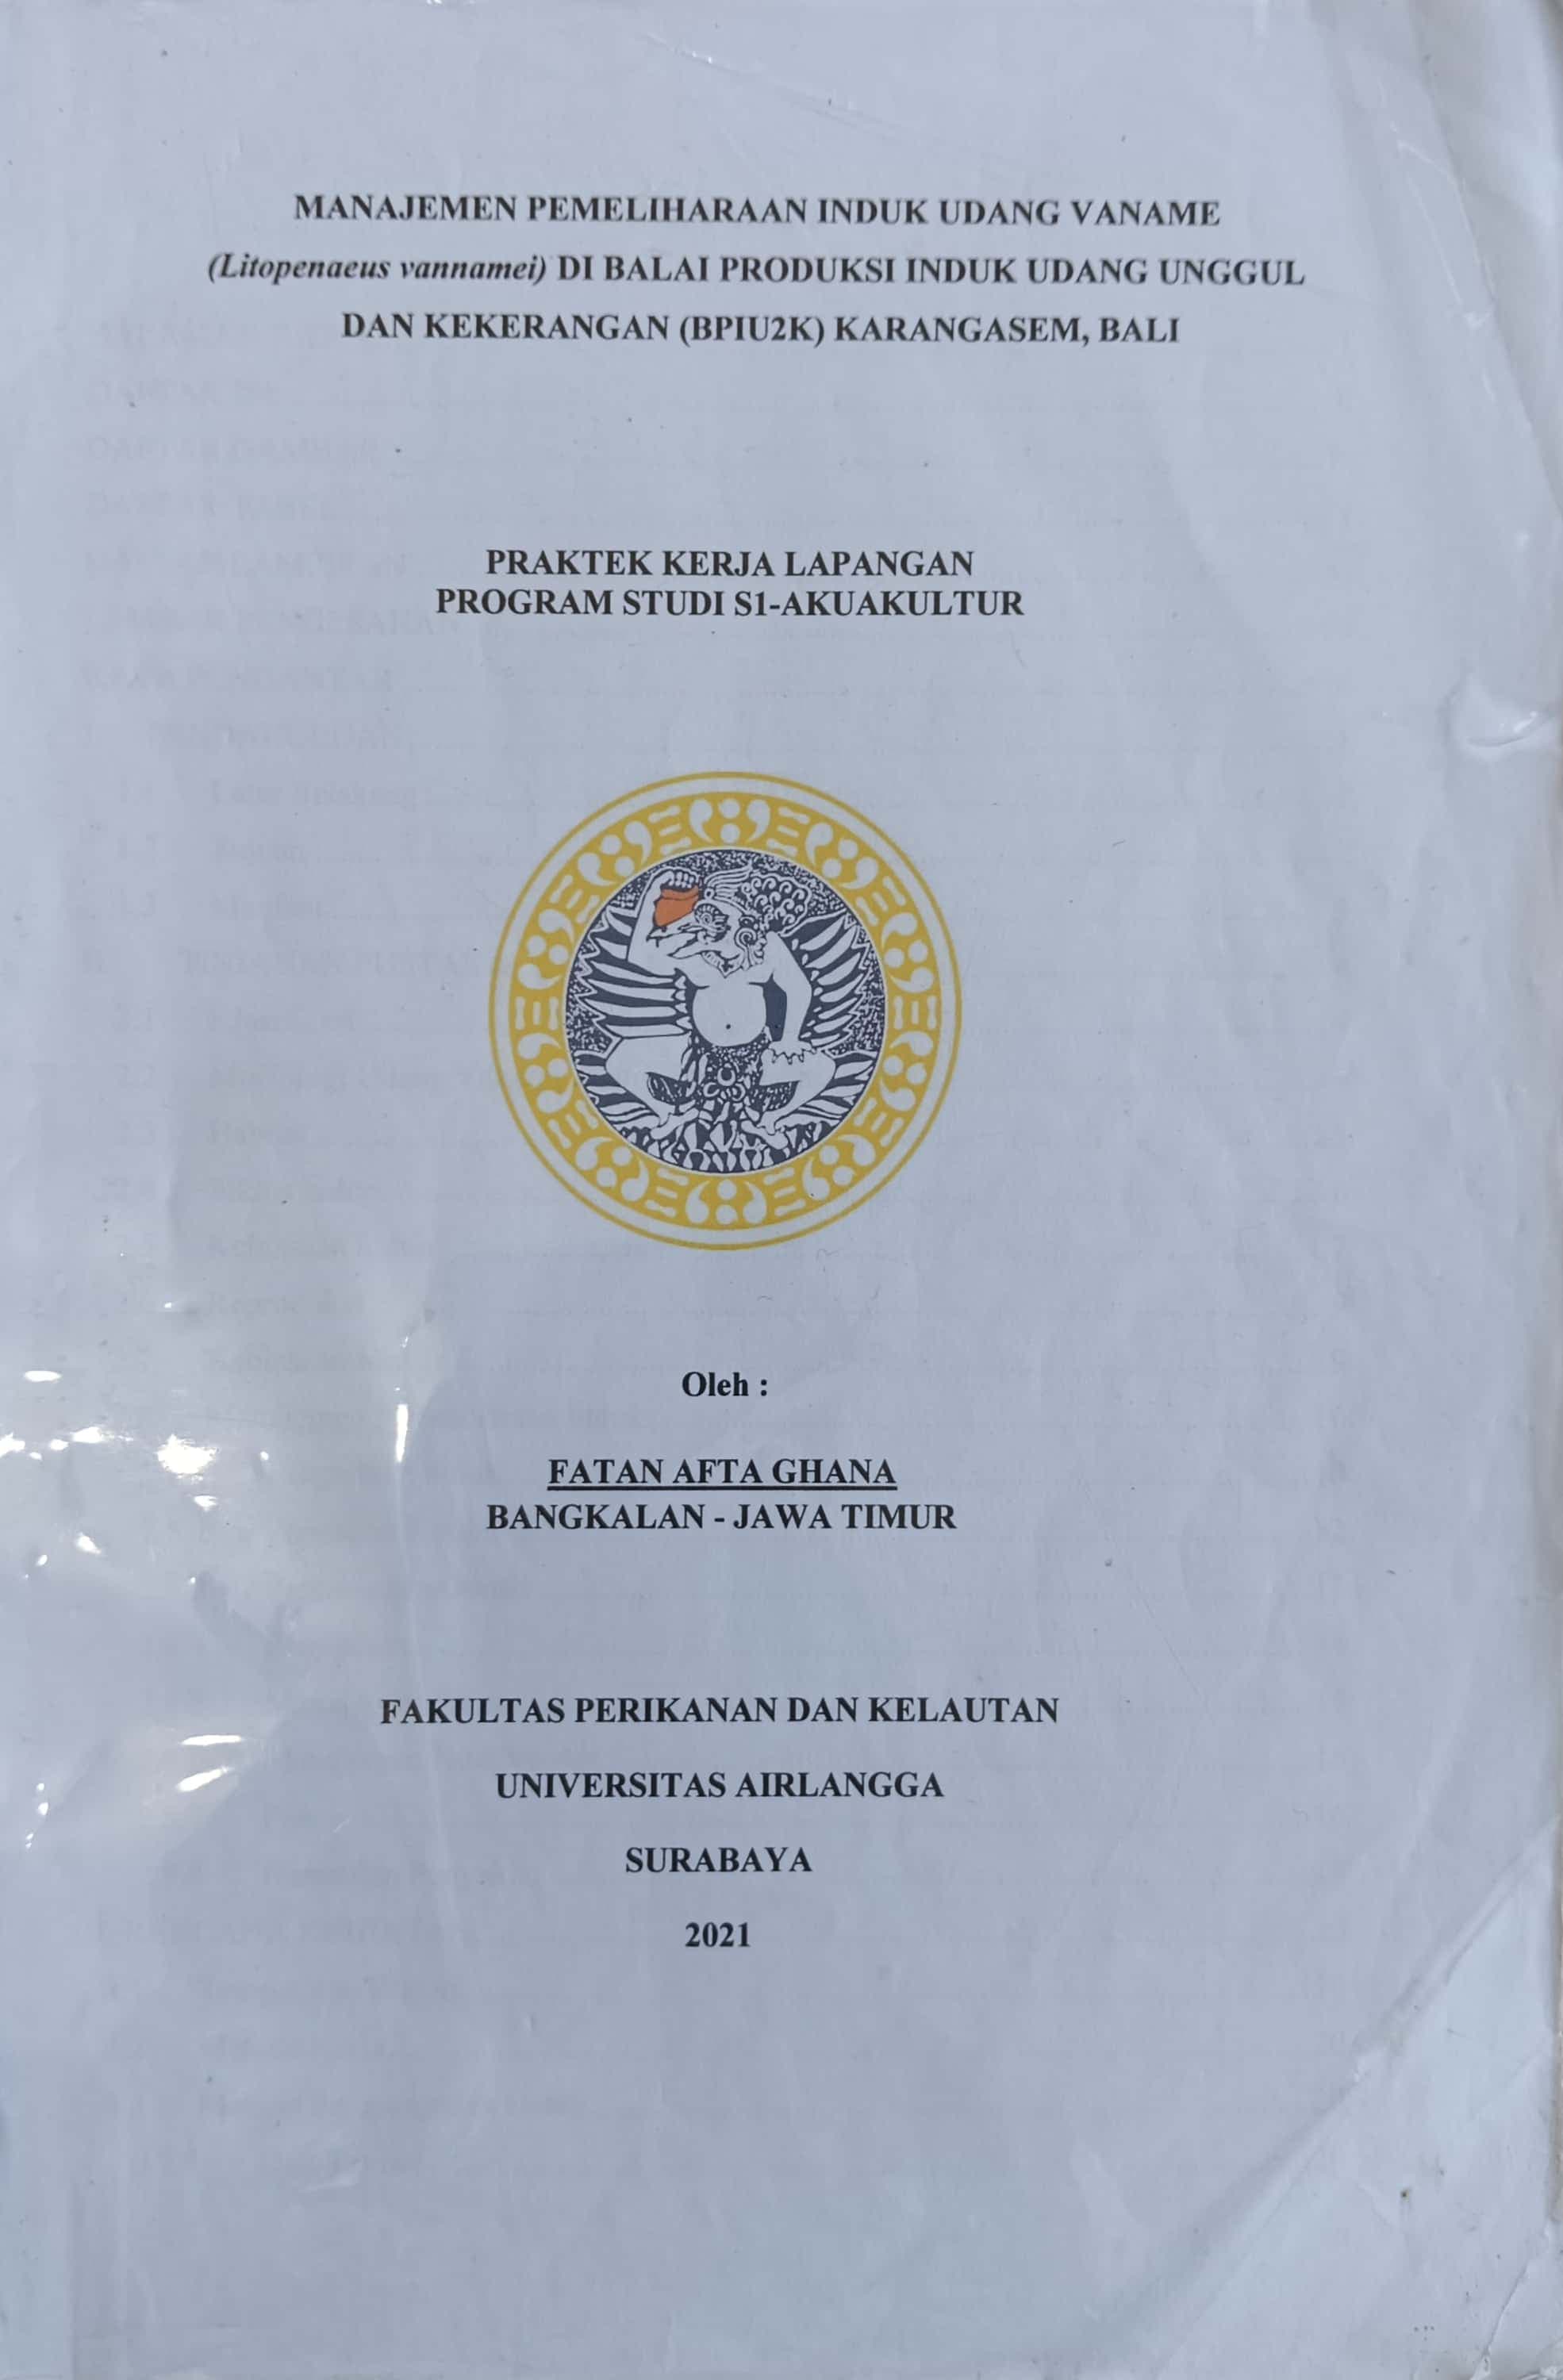 MANAJEMEN PEMELIHARAAN INDUK UDANG VANAME
(Litopenaeus vannamei) DI BALAI PRODUKSI INDUK UDANG UNGGUL
DAN KEKERANGAN (BPIU2K) KARANGASEM, BALI
PRAKTEK KERJA LAPANGAN
PROGRAM STUDI S1-AKUAKULTUR
Oleh :
FATAN AFTA GHANA
BANGKALAN - JAWA TIMUR
FAKULTAS PERIKANAN DAN KELAUTAN
UNIVERSITAS AIRLANGGA
SURABAYA
2021